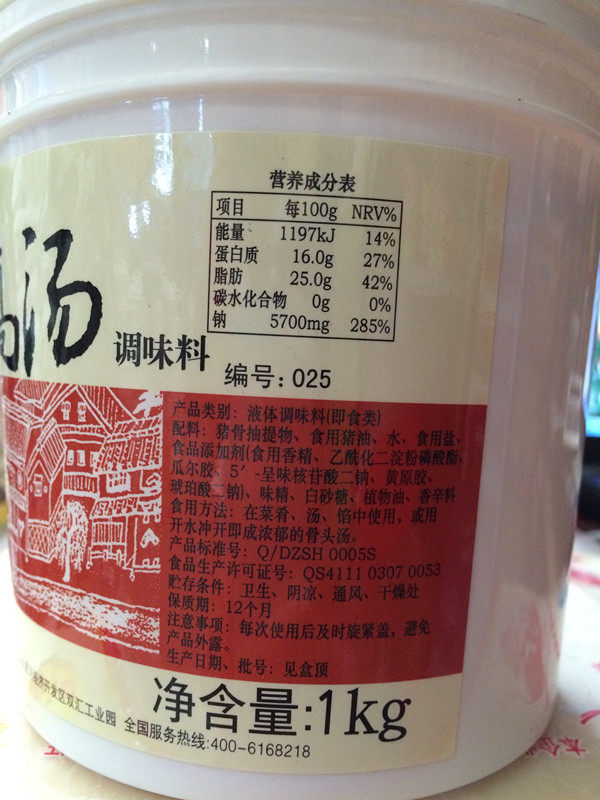 营养成分表
项目 每100g NRV%
能量 1197kJ 14%
蛋白质 16.0g 27%
脂肪 25.0g 42%
碳水化合物 0g 0%
钠 5700mg 285%
汤
调味料
编号：025
产品类别：液体调味料(即食类)
配料：猪骨抽提物、食用猪油、水、食用盐、
食品添加剂(食用香精、乙酰化二淀粉磷酸酯、
瓜尔胶、5′-呈味核苷酸二钠、黄原胶、
琥珀酸二钠)、味精、白砂糖、植物油、香辛料
食用方法：在菜肴、汤、馅中使用，或用
开水冲开即成浓郁的骨头汤。
产品标准号：Q/DZSH 0005S
食品生产许可证号：QS4111 0307 0053
贮存条件：卫生、阴凉、通风、干燥处
保质期：12个月
注意事项：每次使用后及时旋紧盖，避免
产品外露。
生产日期、批号：见盒顶
净含量:1kg
开发区双汇工业园
全国服务热线:400-6168218